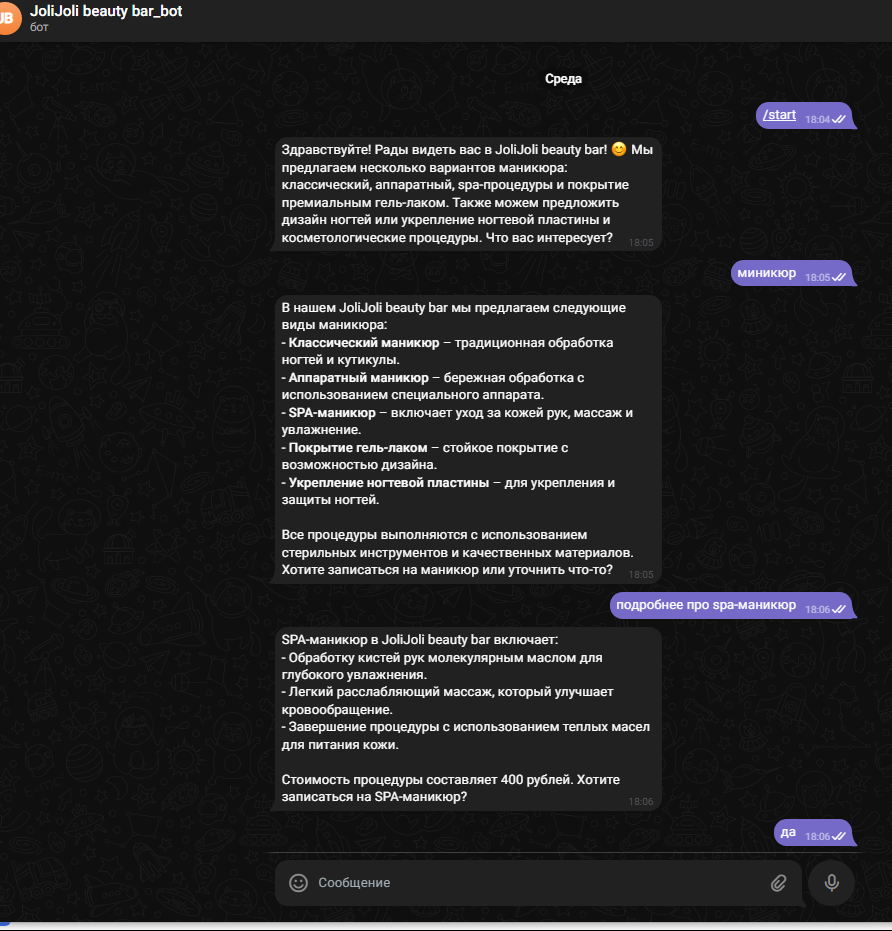 JB
JoliJoli beauty bar_bot
бот
Среда
/start 18:04
Здравствуйте! Рады видеть вас в JoliJoli beauty bar! 😊 Мы
предлагаем несколько вариантов маникюра:
классический, аппаратный, spa-процедуры и покрытие
премиальным гель-лаком. Также можем предложить
дизайн ногтей или укрепление ногтевой пластины и
косметологические процедуры. Что вас интересует? 18:05
миникюр 18:05
В нашем JoliJoli beauty bar мы предлагаем следующие
виды маникюра:
- Классический маникюр – традиционная обработка
ногтей и кутикулы.
- Аппаратный маникюр – бережная обработка с
использованием специального аппарата.
- SPA-маникюр – включает уход за кожей рук, массаж и
увлажнение.
- Покрытие гель-лаком – стойкое покрытие с
возможностью дизайна.
- Укрепление ногтевой пластины – для укрепления и
защиты ногтей.
Все процедуры выполняются с использованием
стерильных инструментов и качественных материалов.
Хотите записаться на маникюр или уточнить что-то? 18:05
подробнее про spa-маникюр 18:06
SPA-маникюр в JoliJoli beauty bar включает:
- Обработку кистей рук молекулярным маслом для
глубокого увлажнения.
- Легкий расслабляющий массаж, который улучшает
кровообращение.
- Завершение процедуры с использованием теплых масел
для питания кожи.
Стоимость процедуры составляет 400 рублей. Хотите
записаться на SPA-маникюр? 18:06
да 18:06
Сообщение